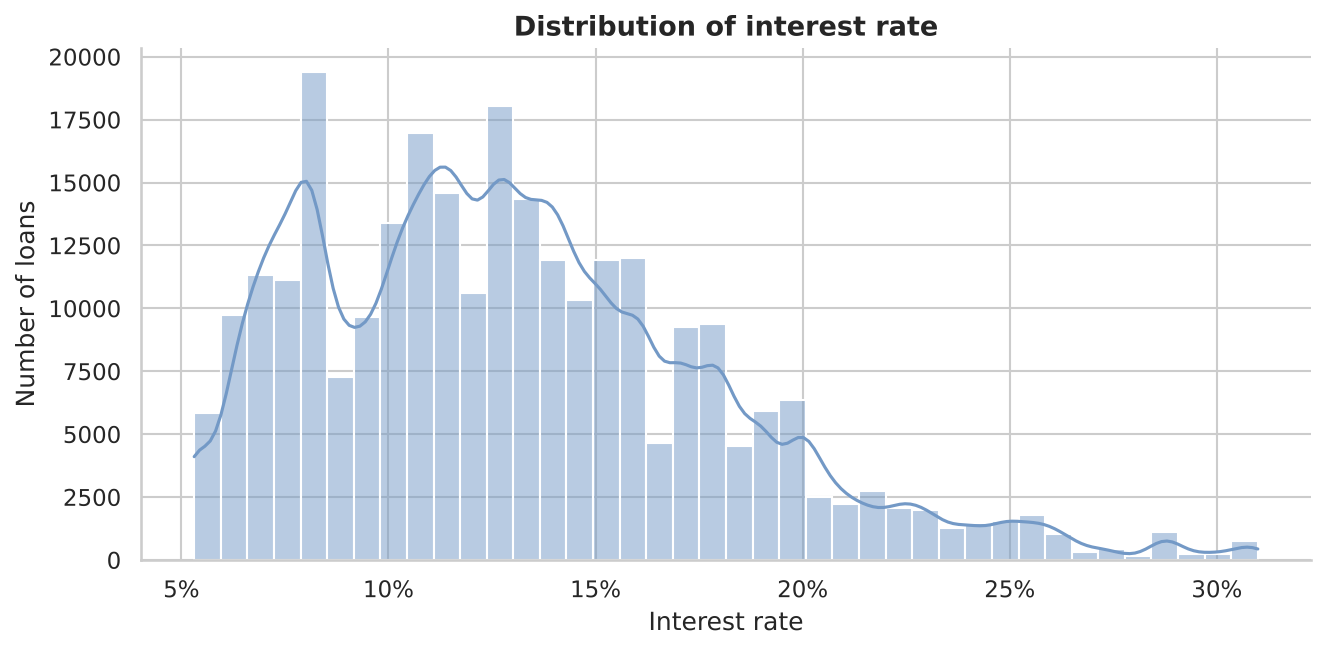 Distribution of interest rate
20000
17500
15000
12500
10000
7500
5000
2500
0
Number of loans
5% 10% 15% 20% 25% 30%
Interest rate